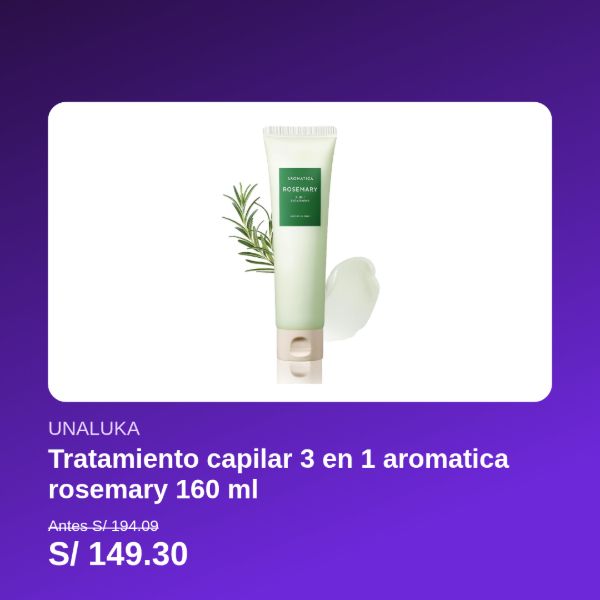 AROMATICA
ROSEMARY
UNALUKA
Tratamiento capilar 3 en 1 aromatica
rosemary 160 ml
Antes S/ 194.09
S/ 149.30